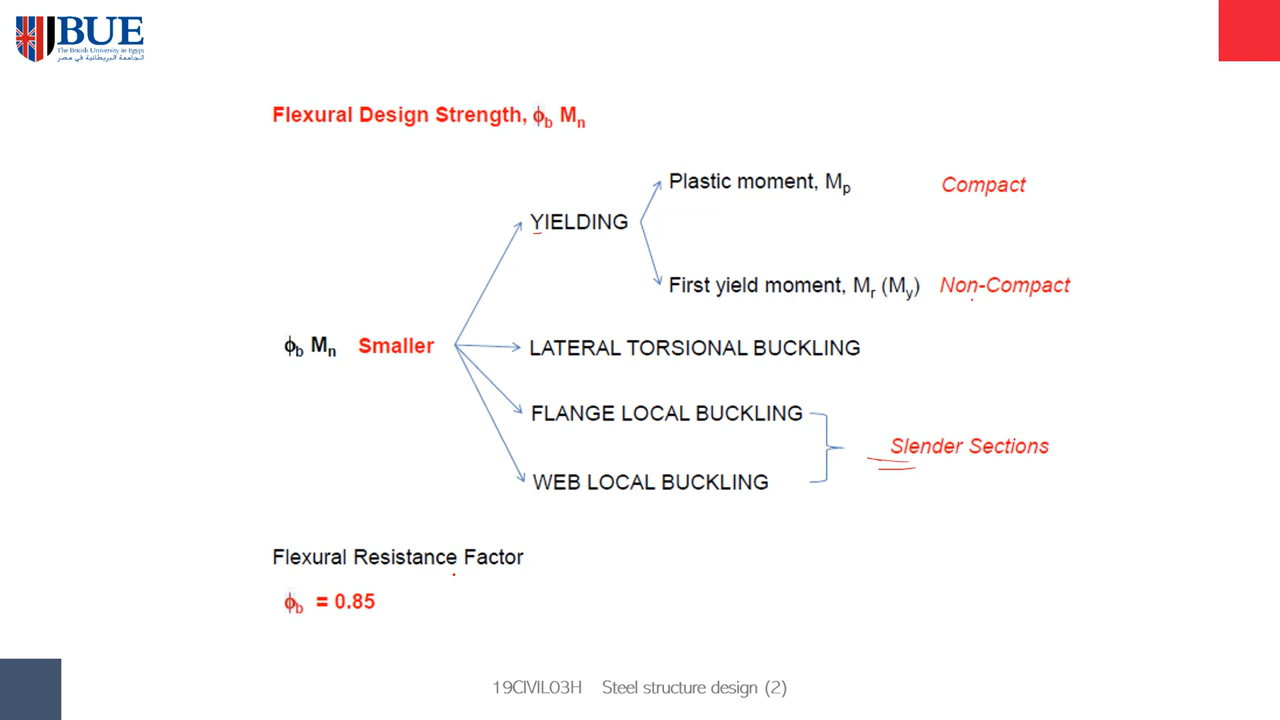 BUE
The British University in Egypt
الجامعة البريطانية في مصر
Flexural Design Strength, ϕb Mn
Plastic moment, Mp Compact
YIELDING
First yield moment, Mr (My) Non-Compact
ϕb Mn Smaller
LATERAL TORSIONAL BUCKLING
FLANGE LOCAL BUCKLING
Slender Sections
WEB LOCAL BUCKLING
Flexural Resistance Factor
ϕb = 0.85
19CIVIL03H Steel structure design (2)